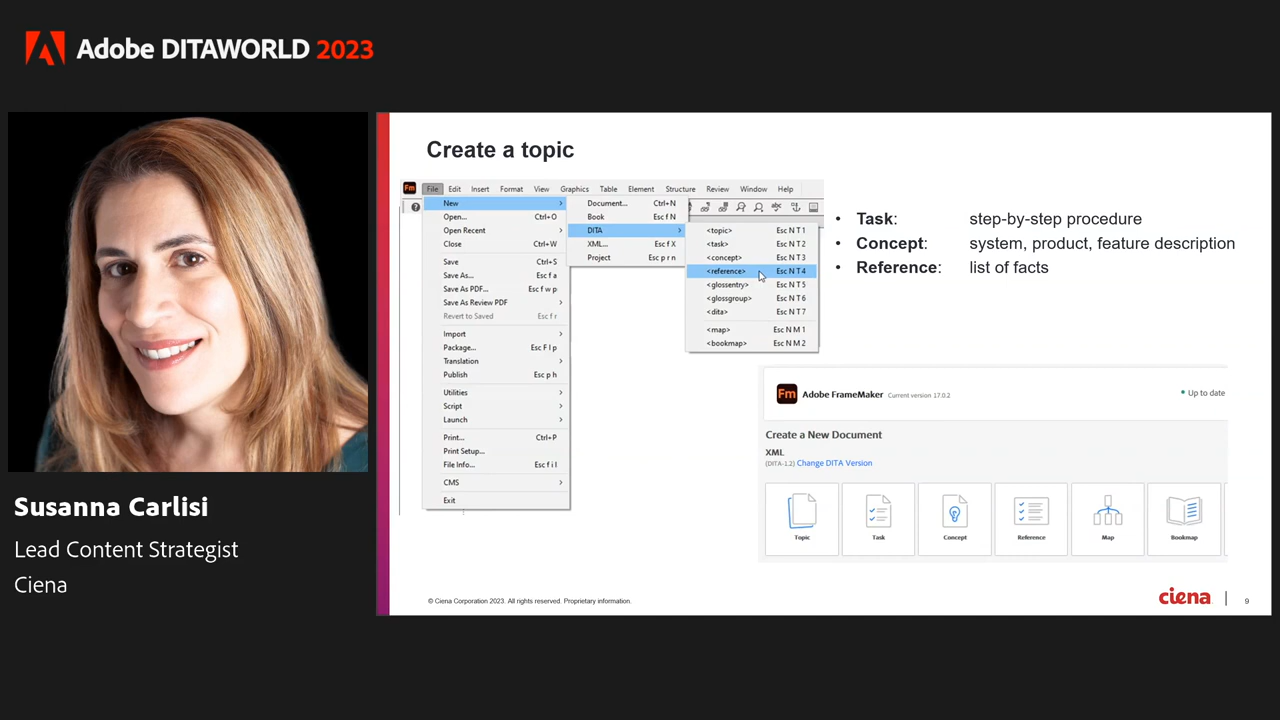 Adobe DITAWORLD 2023
Create a topic
Fm File Edit Insert Format View Graphics Table Element Structure Review Window Help
New
Open... Ctrl+O
Open Recent
Close Ctrl+W
Save Ctrl+S
Save As... Esc f a
Save As PDF... Esc f w p
Save As Review PDF
Revert to Saved Esc f r
Import
Package... Esc F l p
Translation
Publish Esc p h
Utilities
Script
Launch
Print... Ctrl+P
Print Setup...
File Info... Esc f i l
CMS
Exit
Document... Ctrl+N
Book Esc f N
DITA
XML... Esc f X
Project Esc p r n
<topic> Esc N T 1
<task> Esc N T 2
<concept> Esc N T 3
<reference> Esc N T 4
<glossentry> Esc N T 5
<glossgroup> Esc N T 6
<dita> Esc N T 7
<map> Esc N M 1
<bookmap> Esc N M 2
• Task: step-by-step procedure
• Concept: system, product, feature description
• Reference: list of facts
Fm Adobe FrameMaker Current version 17.0.2 Up to date
Create a New Document
XML
(DITA-1.2) Change DITA Version
Topic Task Concept Reference Map Bookmap
© Ciena Corporation 2023. All rights reserved. Proprietary information.
ciena 9
Susanna Carlisi
Lead Content Strategist
Ciena